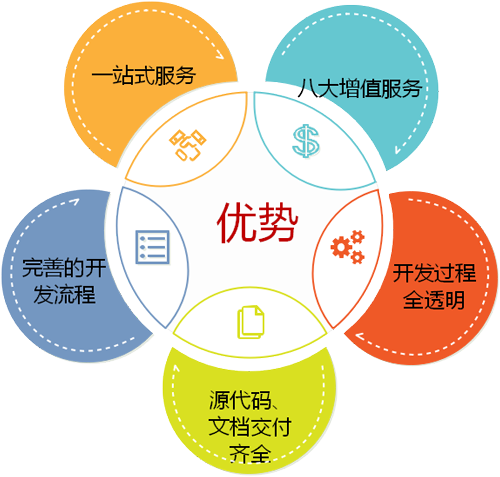 一站式服务
八大增值服务
优势
完善的开
发流程
开发过程
全透明
源代码、
文档交付
齐全